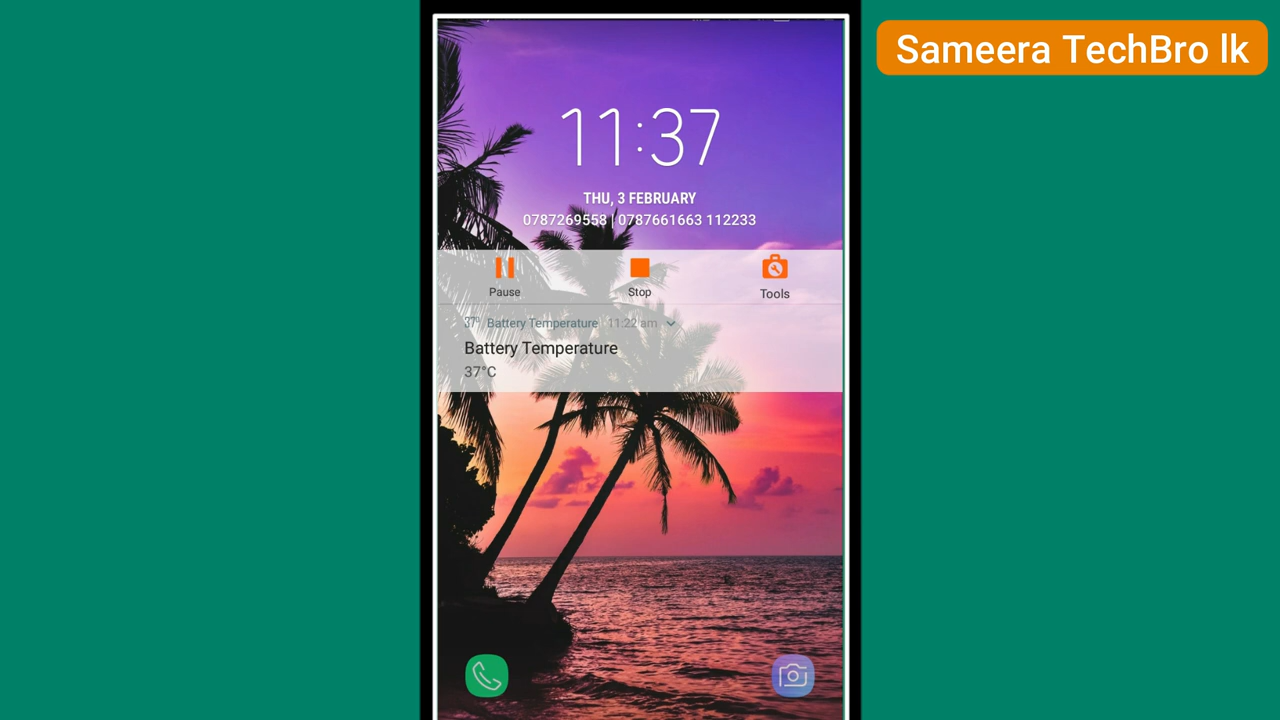 Sameera TechBro lk
11:37
THU, 3 FEBRUARY
0787269558 | 0787661663 112233
Pause Stop Tools
37° Battery Temperature 11:22 am
Battery Temperature
37°C